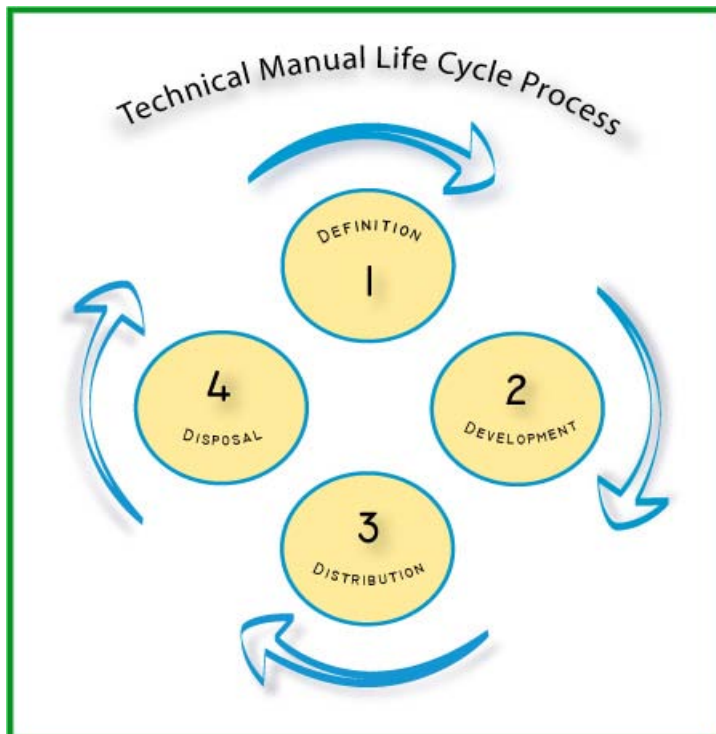 Technical Manual Life Cycle Process
DEFINITION
1
2
DEVELOPMENT
3
DISTRIBUTION
4
DISPOSAL